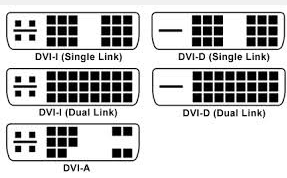 DVI-I (Single Link)
DVI-D (Single Link)
DVI-I (Dual Link)
DVI-D (Dual Link)
DVI-A